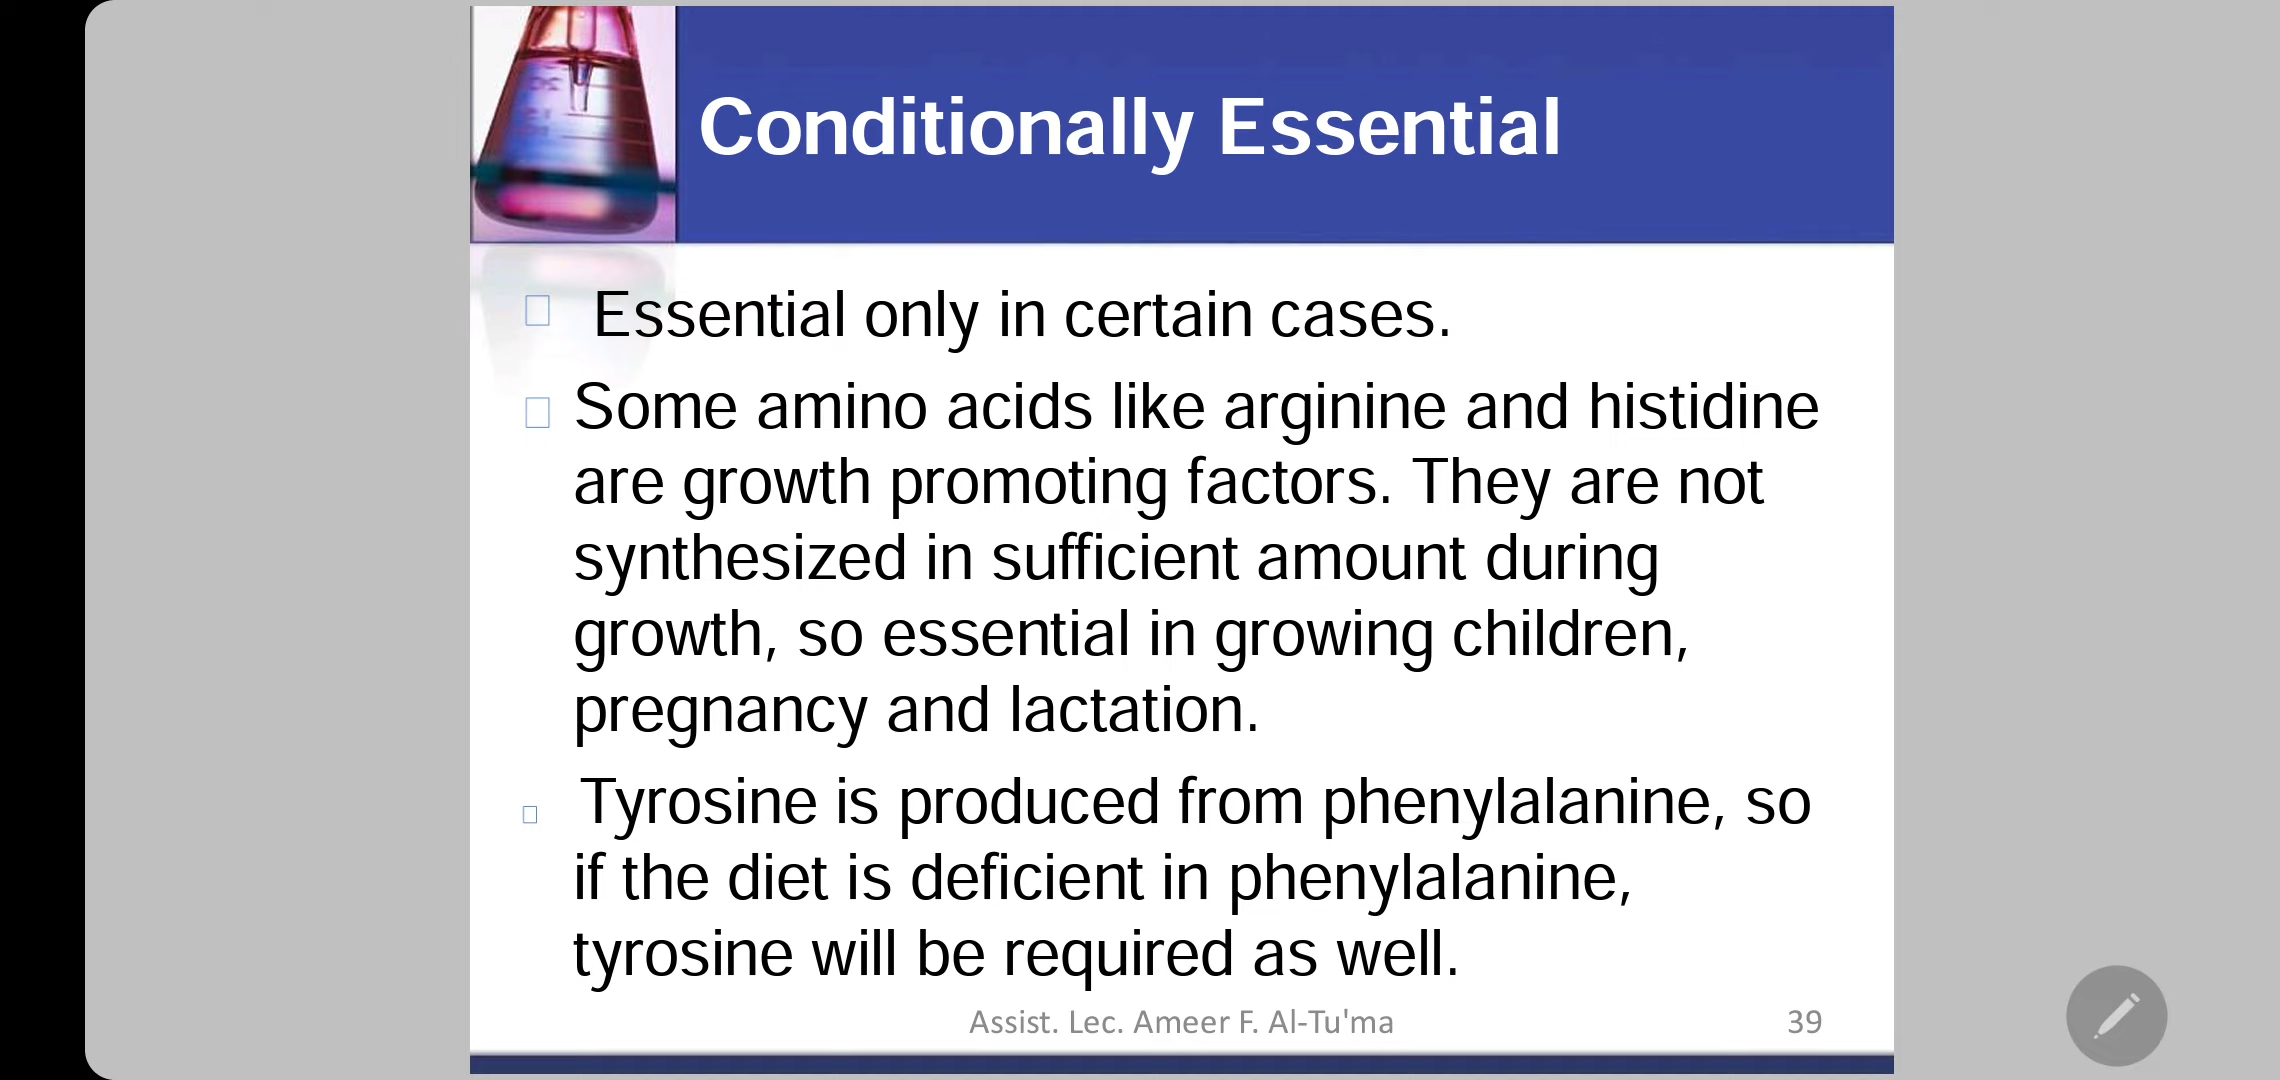 Conditionally Essential
Essential only in certain cases.
Some amino acids like arginine and histidine
are growth promoting factors. They are not
synthesized in sufficient amount during
growth, so essential in growing children,
pregnancy and lactation.
Tyrosine is produced from phenylalanine, so
if the diet is deficient in phenylalanine,
tyrosine will be required as well.
Assist. Lec. Ameer F. Al-Tu'ma
39